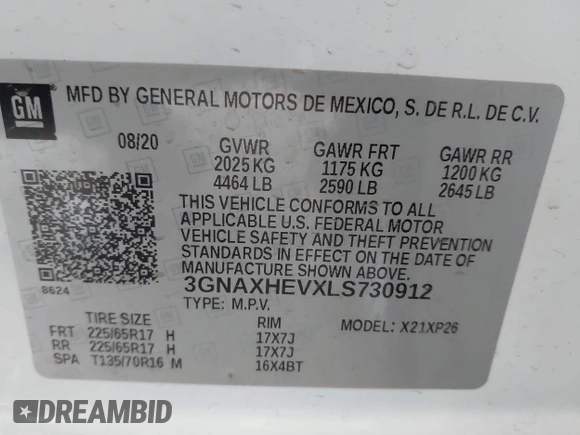 GM
MFD BY GENERAL MOTORS DE MEXICO, S. DE R.L. DE C.V.
08/20 GVWR GAWR FRT GAWR RR
2025 KG 1175 KG 1200 KG
4464 LB 2590 LB 2645 LB
THIS VEHICLE CONFORMS TO ALL
APPLICABLE U.S. FEDERAL MOTOR
VEHICLE SAFETY AND THEFT PREVENTION
STANDARDS IN EFFECT ON THE DATE OF
MANUFACTURE SHOWN ABOVE.
8624 3GNAXHEVXLS730912
TYPE: M.P.V.
TIRE SIZE RIM MODEL: X21XP26
FRT 225/65R17 H 17X7J
RR 225/65R17 H 17X7J
SPA T135/70R16 M 16X4BT
DREAMBID